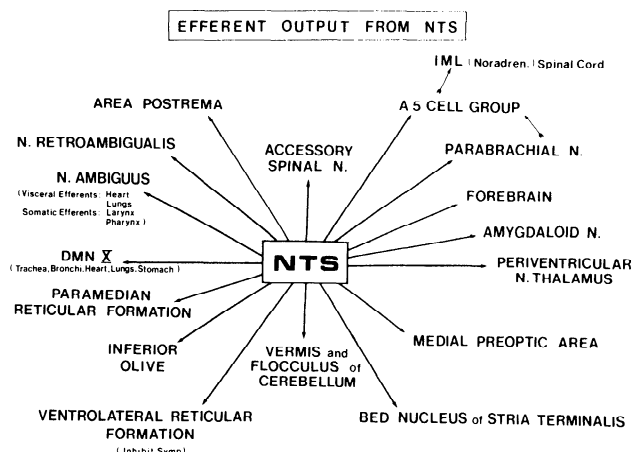 EFFERENT OUTPUT FROM NTS
IML (Noradren.) Spinal Cord
A5 CELL GROUP
AREA POSTREMA
N. RETROAMBIGUALIS
ACCESSORY
SPINAL N.
PARABRACHIAL N.
N. AMBIGUUS
(Visceral Efferents: Heart
Lungs
Somatic Efferents: Larynx
Pharynx)
FOREBRAIN
AMYGDALOID N.
NTS
DMN X
(Trachea, Bronchi, Heart, Lungs, Stomach)
PERIVENTRICULAR
N. THALAMUS
PARAMEDIAN
RETICULAR FORMATION
INFERIOR
OLIVE
VERMIS and
FLOCCULUS of
CEREBELLUM
MEDIAL PREOPTIC AREA
VENTROLATERAL RETICULAR
FORMATION
(Inhibit Symp)
BED NUCLEUS of STRIA TERMINALIS